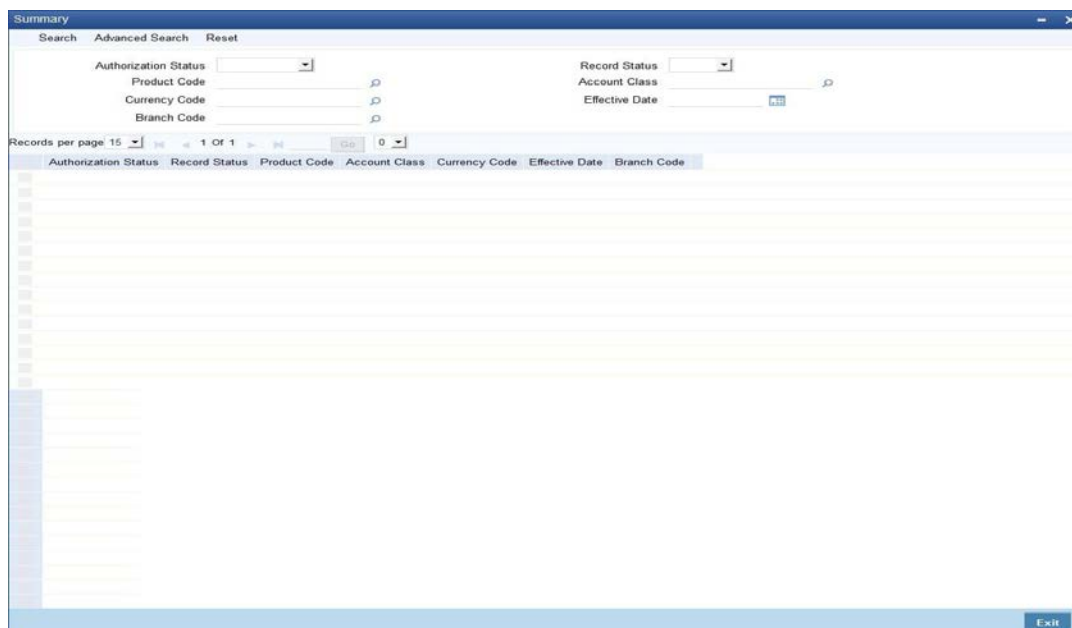 Summary
Search Advanced Search Reset
Authorization Status Record Status
Product Code Account Class
Currency Code Effective Date
Branch Code
Records per page 15 1 Of 1 Go 0
Authorization Status Record Status Product Code Account Class Currency Code Effective Date Branch Code
Exit